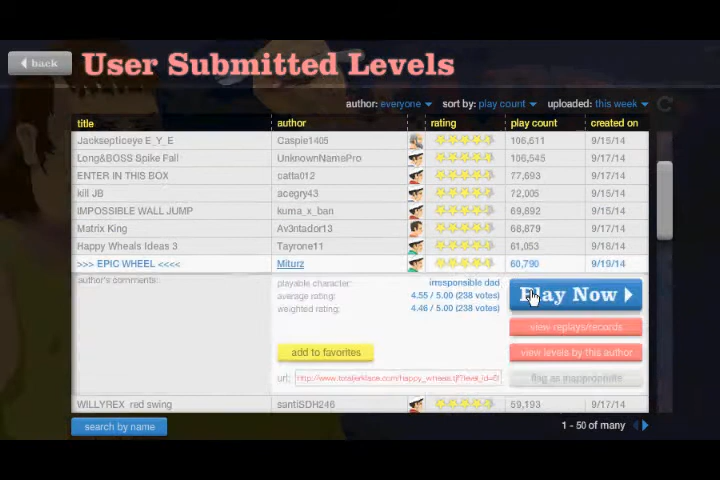 back
User Submitted Levels
author: everyone sort by: play count uploaded: this week
title author rating play count created on
Jacksepticeye E_Y_E Caspie1405 106,611 9/15/14
Long&BOSS Spike Fall UnknownNamePro 106,545 9/17/14
ENTER IN THIS BOX catta012 77,693 9/17/14
kill JB acegry43 72,005 9/15/14
IMPOSSIBLE WALL JUMP kuma_x_ban 69,892 9/15/14
Matrix King Av3ntador13 68,879 9/17/14
Happy Wheals Ideas 3 Tayrone11 61,053 9/18/14
>>> EPIC WHEEL <<<< Miturz 60,790 9/19/14
author's comments:
playable character: irresponsible dad
average rating: 4.55 / 5.00 (238 votes)
weighted rating: 4.46 / 5.00 (238 votes)
Play Now
view replays/records
add to favorites
view levels by this author
url:
flag as inappropriate
WILLYREX red swing santiSDH246 59,193 9/17/14
search by name
1 - 50 of many